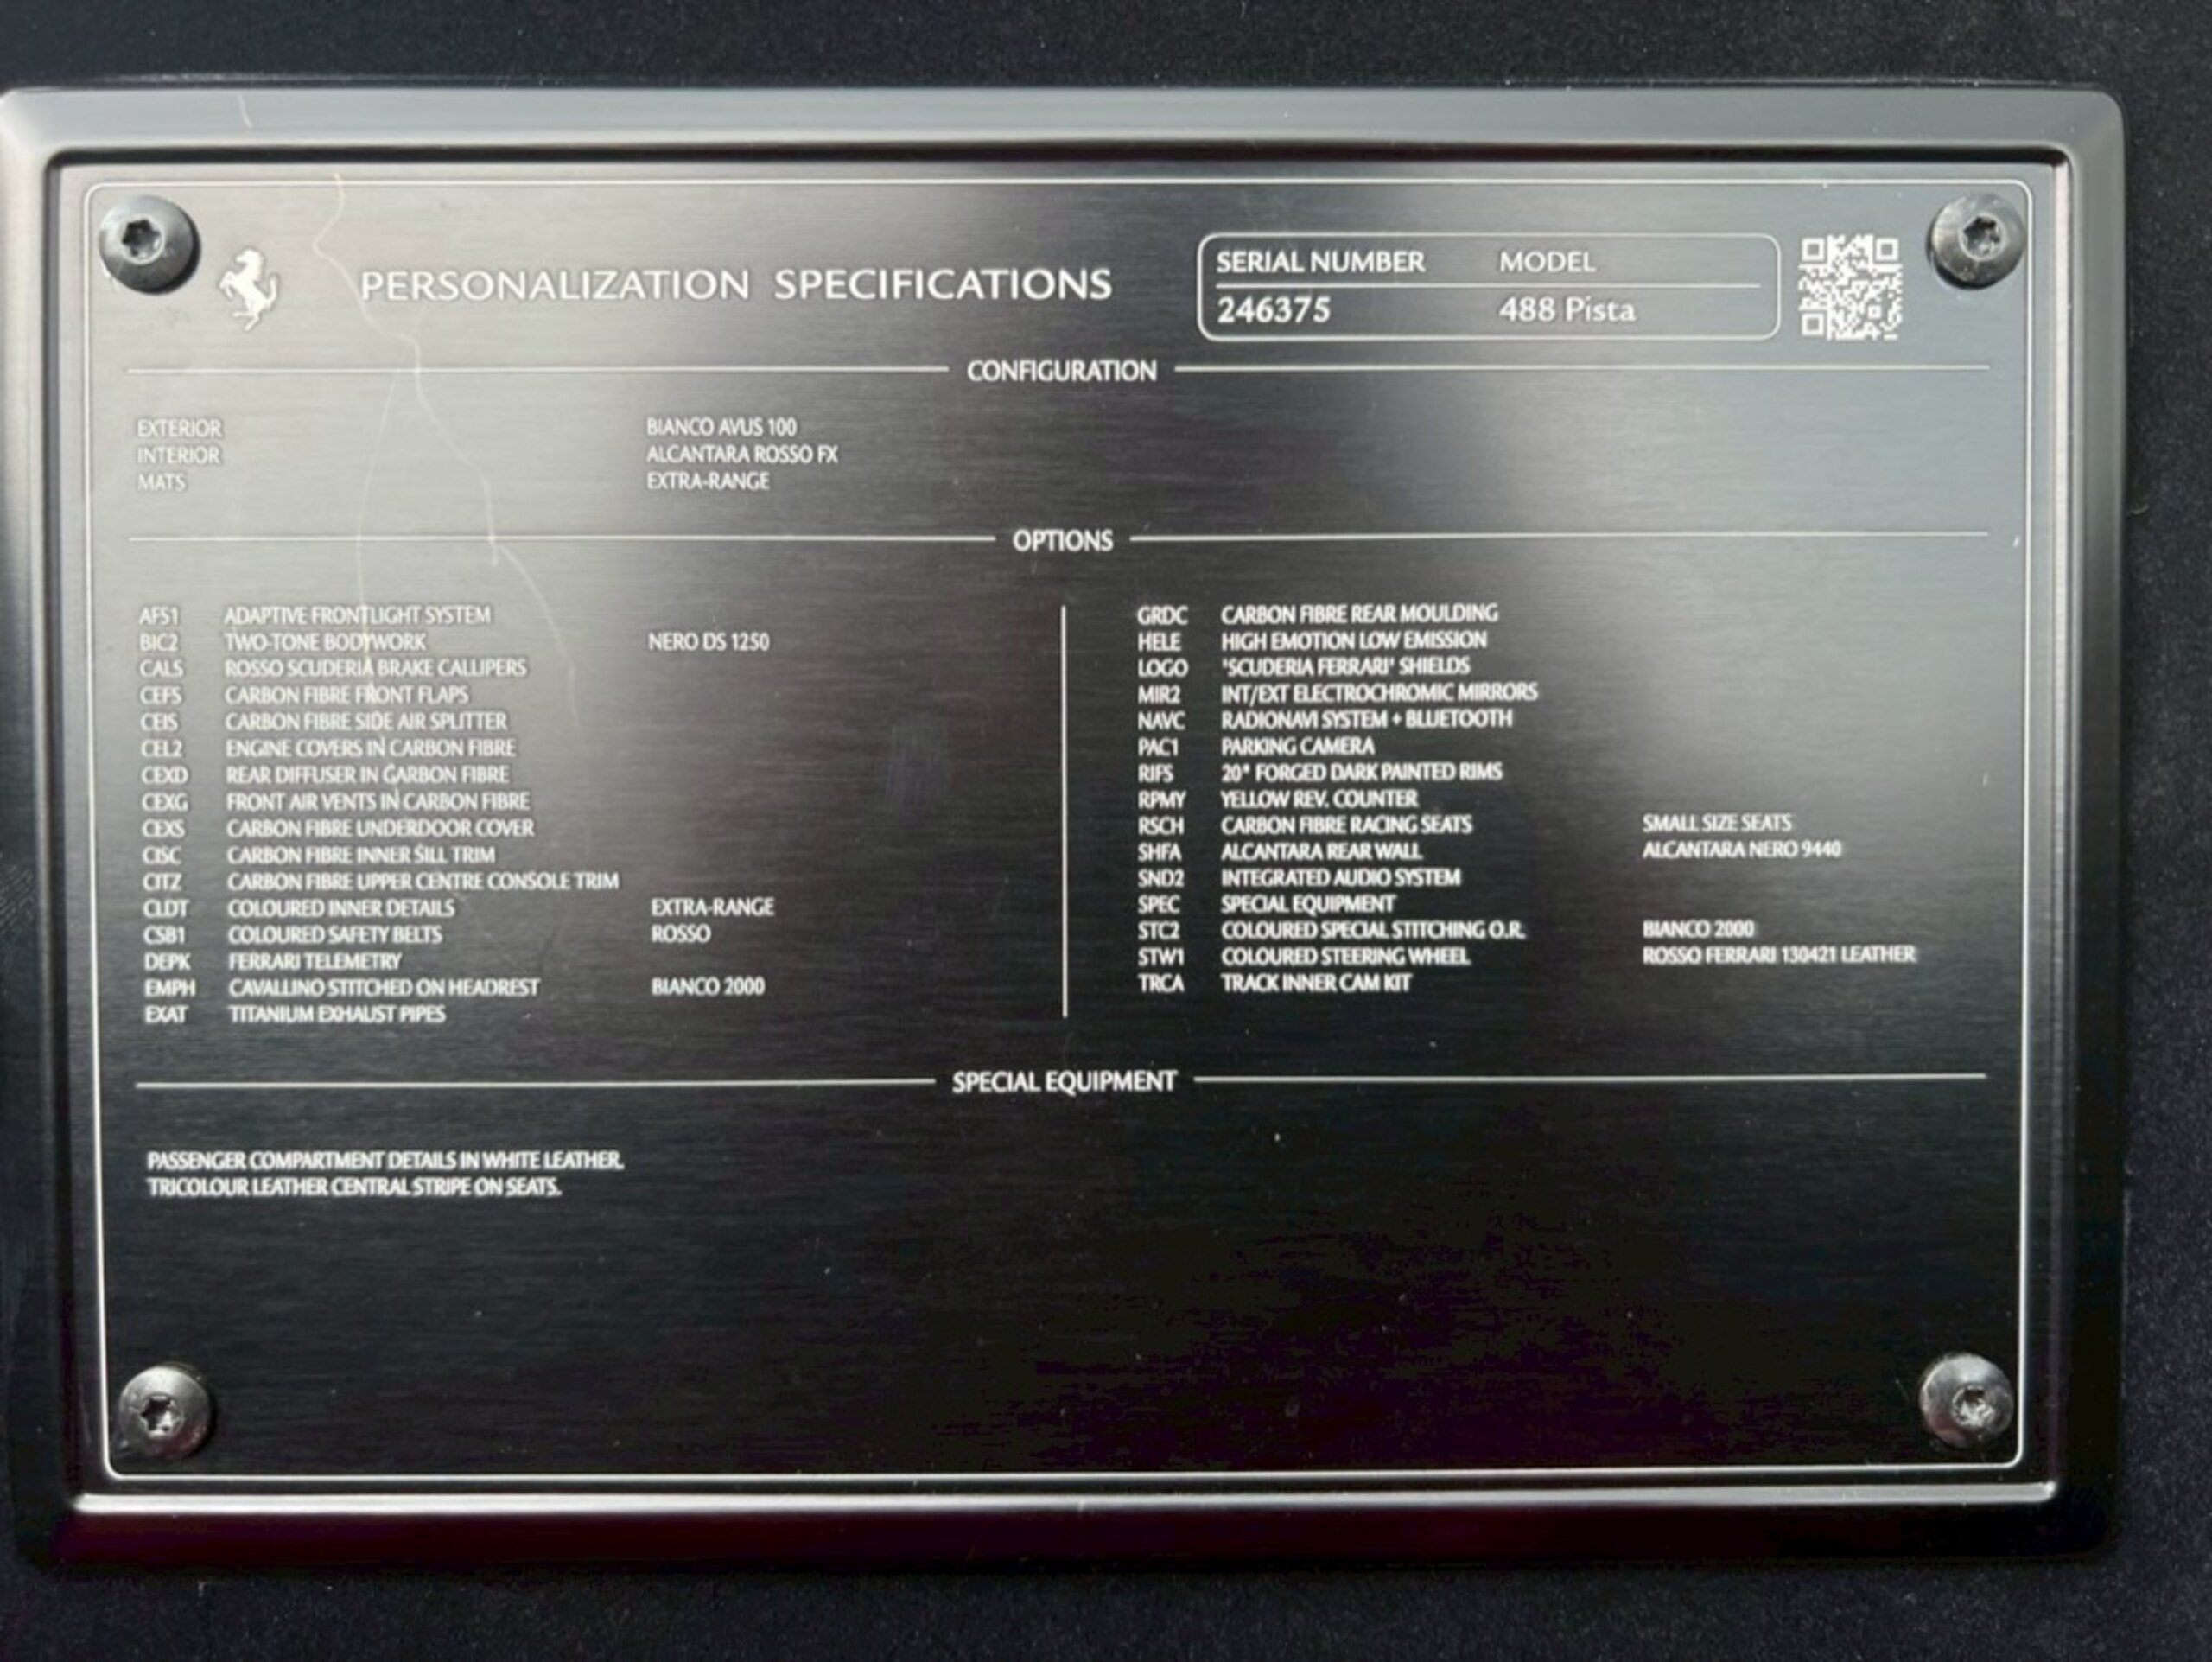 PERSONALIZATION SPECIFICATIONS
SERIAL NUMBER MODEL
246375 488 Pista
CONFIGURATION
EXTERIOR BIANCO AVUS 100
INTERIOR ALCANTARA ROSSO FX
MATS EXTRA-RANGE
OPTIONS
AFS1 ADAPTIVE FRONTLIGHT SYSTEM
BIC2 TWO-TONE BODYWORK NERO DS 1250
CALS ROSSO SCUDERIA BRAKE CALLIPERS
CEFS CARBON FIBRE FRONT FLAPS
CEIS CARBON FIBRE SIDE AIR SPLITTER
CEL2 ENGINE COVERS IN CARBON FIBRE
CEXD REAR DIFFUSER IN CARBON FIBRE
CEXG FRONT AIR VENTS IN CARBON FIBRE
CEXS CARBON FIBRE UNDERDOOR COVER
CISC CARBON FIBRE INNER SILL TRIM
CITZ CARBON FIBRE UPPER CENTRE CONSOLE TRIM
CLDT COLOURED INNER DETAILS EXTRA-RANGE
CSB1 COLOURED SAFETY BELTS ROSSO
DEPK FERRARI TELEMETRY
EMPH CAVALLINO STITCHED ON HEADREST BIANCO 2000
EXAT TITANIUM EXHAUST PIPES
GRDC CARBON FIBRE REAR MOULDING
HELE HIGH EMOTION LOW EMISSION
LOGO "SCUDERIA FERRARI" SHIELDS
MIR2 INT/EXT ELECTROCHROMIC MIRRORS
NAVC RADIONAVI SYSTEM + BLUETOOTH
PAC1 PARKING CAMERA
RIFS 20" FORGED DARK PAINTED RIMS
RPMY YELLOW REV. COUNTER
RSCH CARBON FIBRE RACING SEATS SMALL SIZE SEATS
SHFA ALCANTARA REAR WALL ALCANTARA NERO 9440
SND2 INTEGRATED AUDIO SYSTEM
SPEC SPECIAL EQUIPMENT
STC2 COLOURED SPECIAL STITCHING O.R. BIANCO 2000
STW1 COLOURED STEERING WHEEL ROSSO FERRARI 130421 LEATHER
TRCA TRACK INNER CAM KIT
SPECIAL EQUIPMENT
PASSENGER COMPARTMENT DETAILS IN WHITE LEATHER.
TRICOLOUR LEATHER CENTRAL STRIPE ON SEATS.